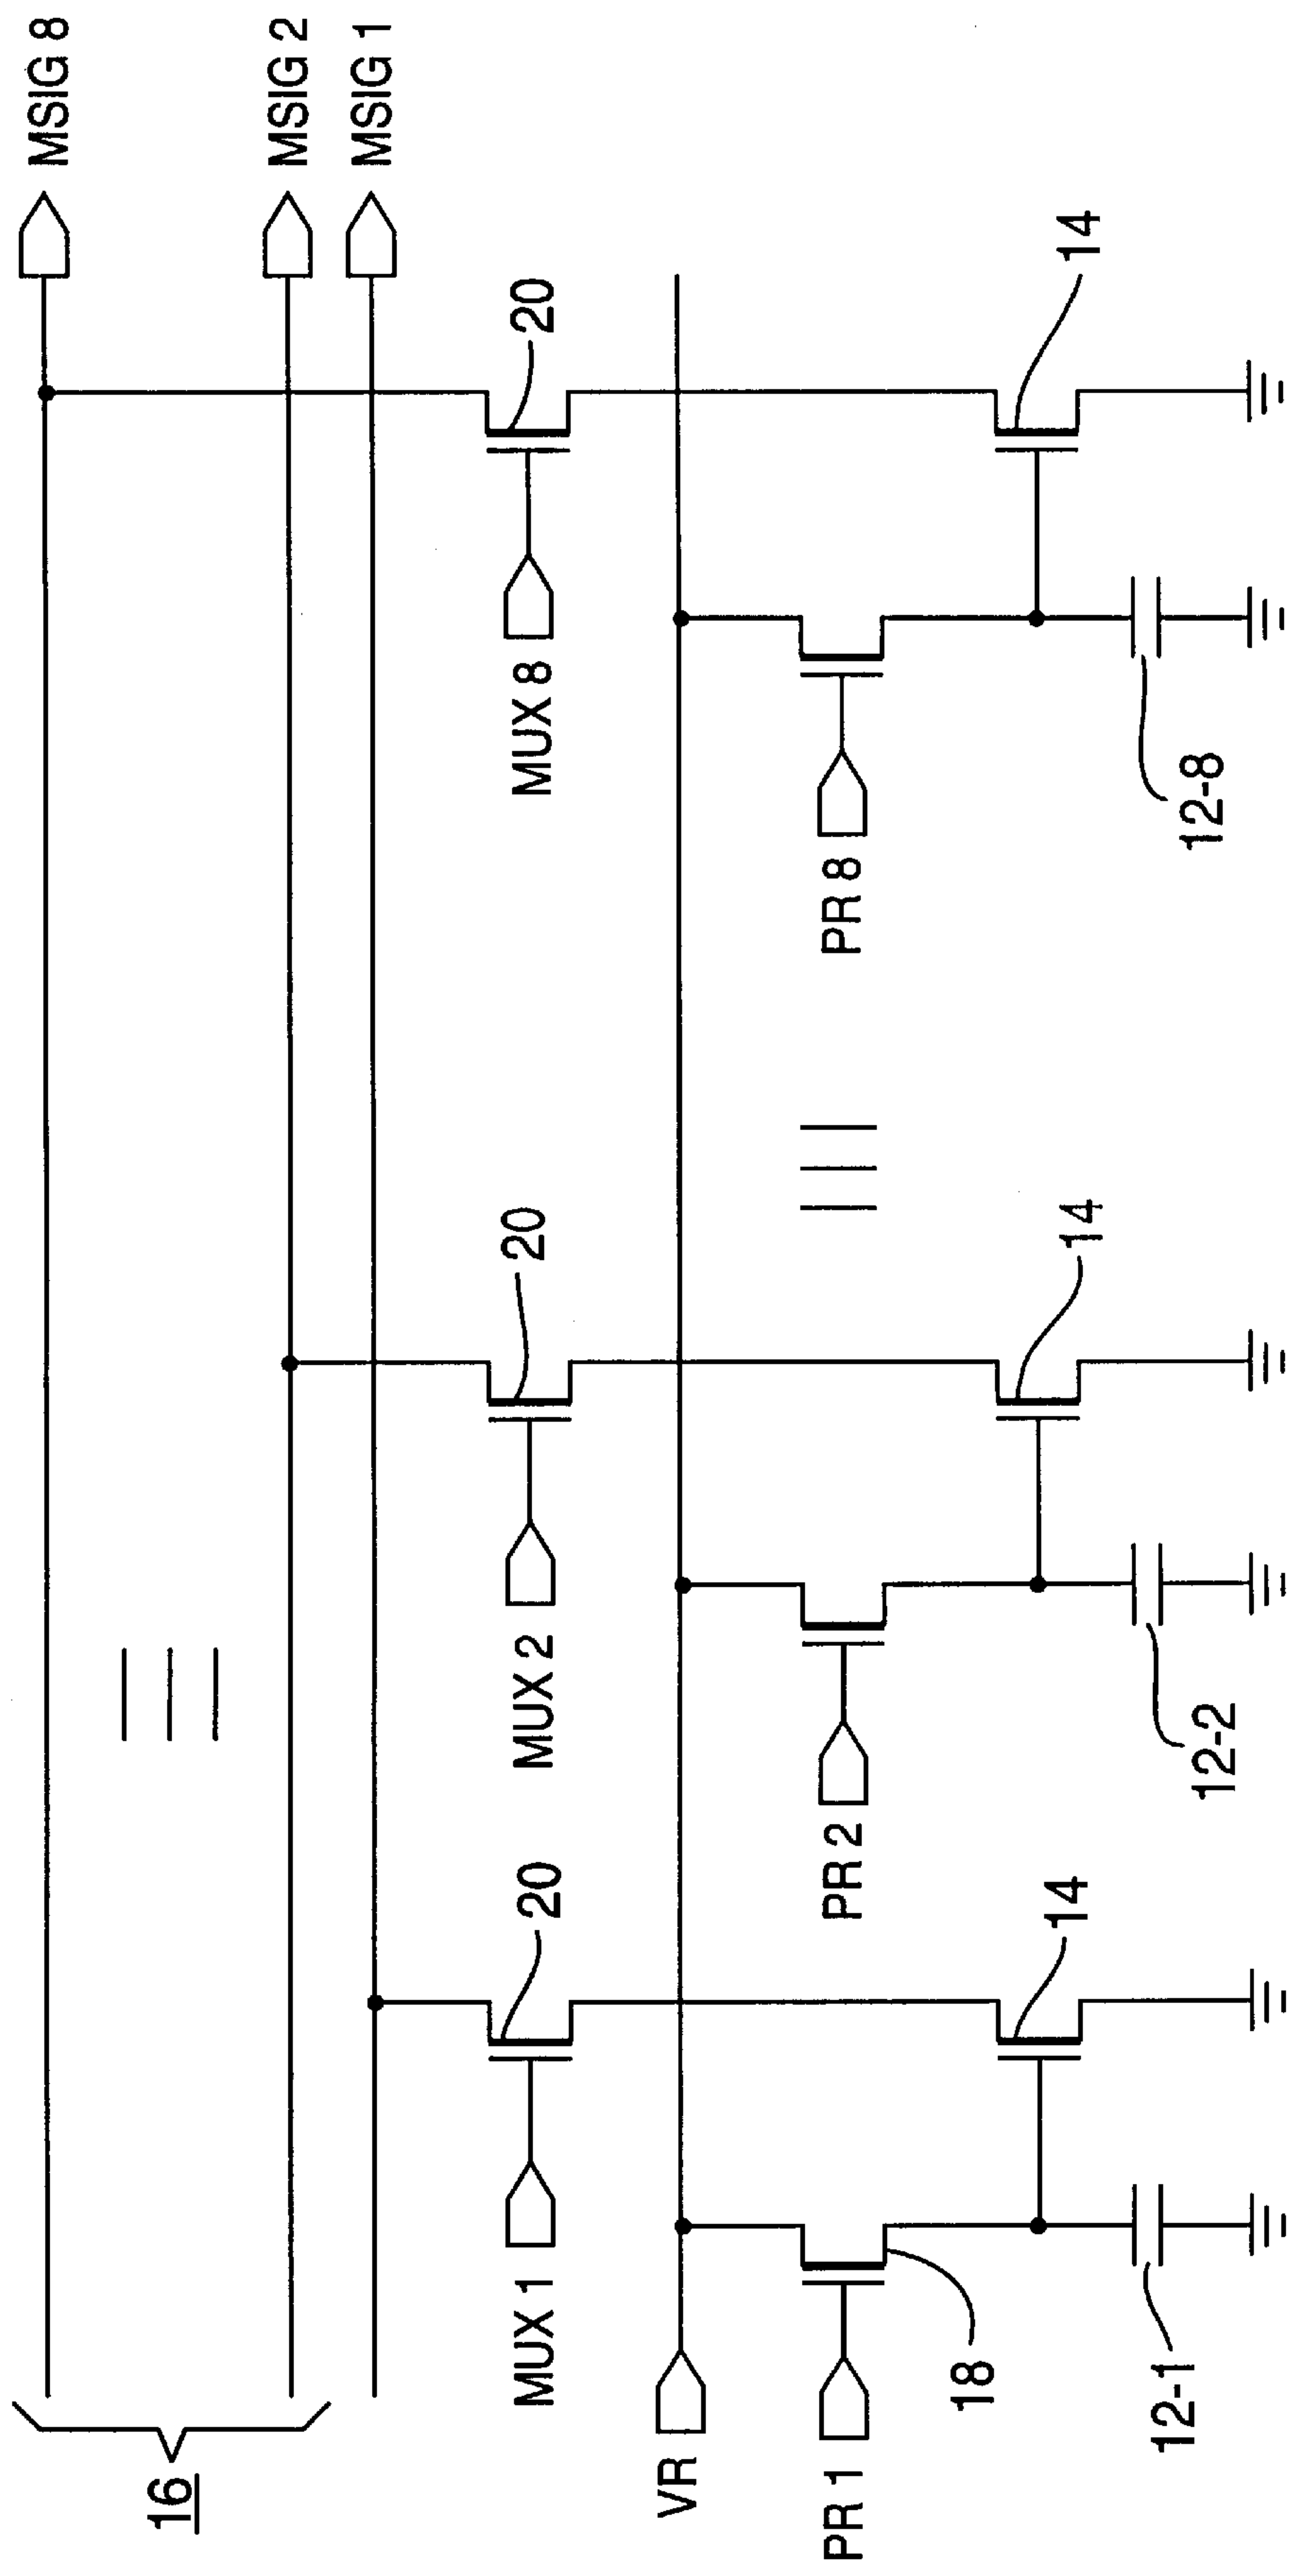 16
MSIG 8
MSIG 2
MSIG 1
MUX 1
20
MUX 2
20
MUX 8
20
VR
PR 1
18
PR 2
PR 8
14
14
14
12-1
12-2
12-8